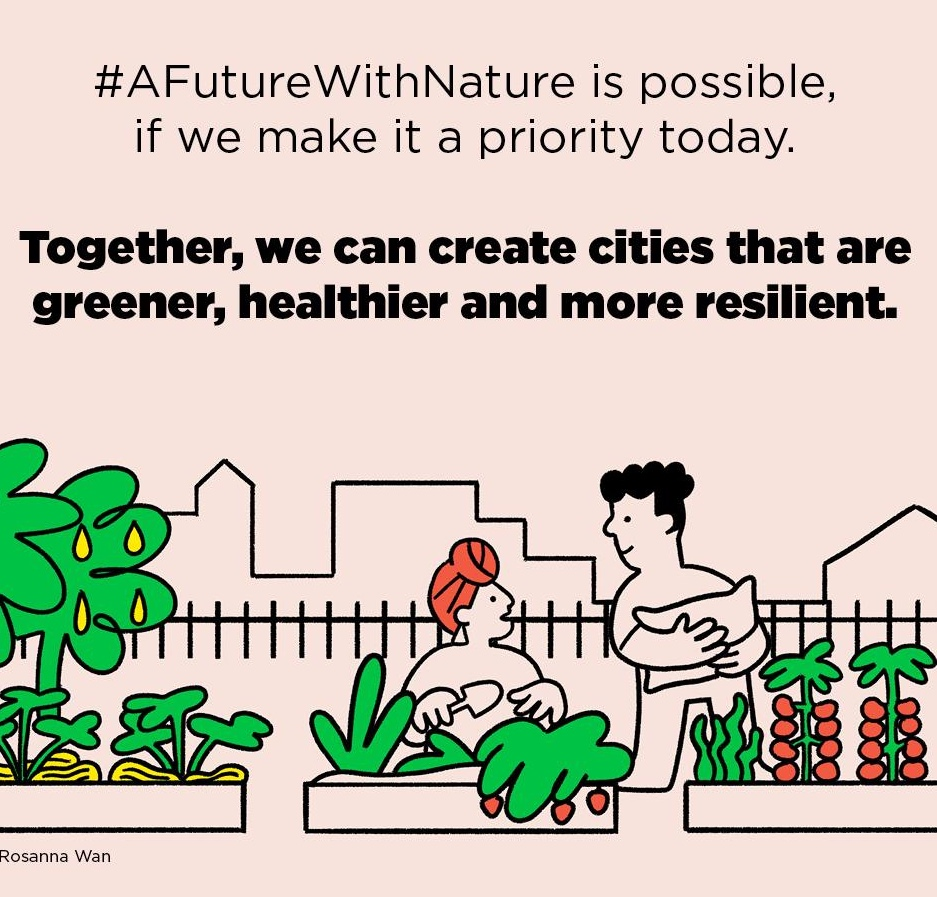 #AFutureWithNature is possible,
if we make it a priority today.
Together, we can create cities that are
greener, healthier and more resilient.
Rosanna Wan